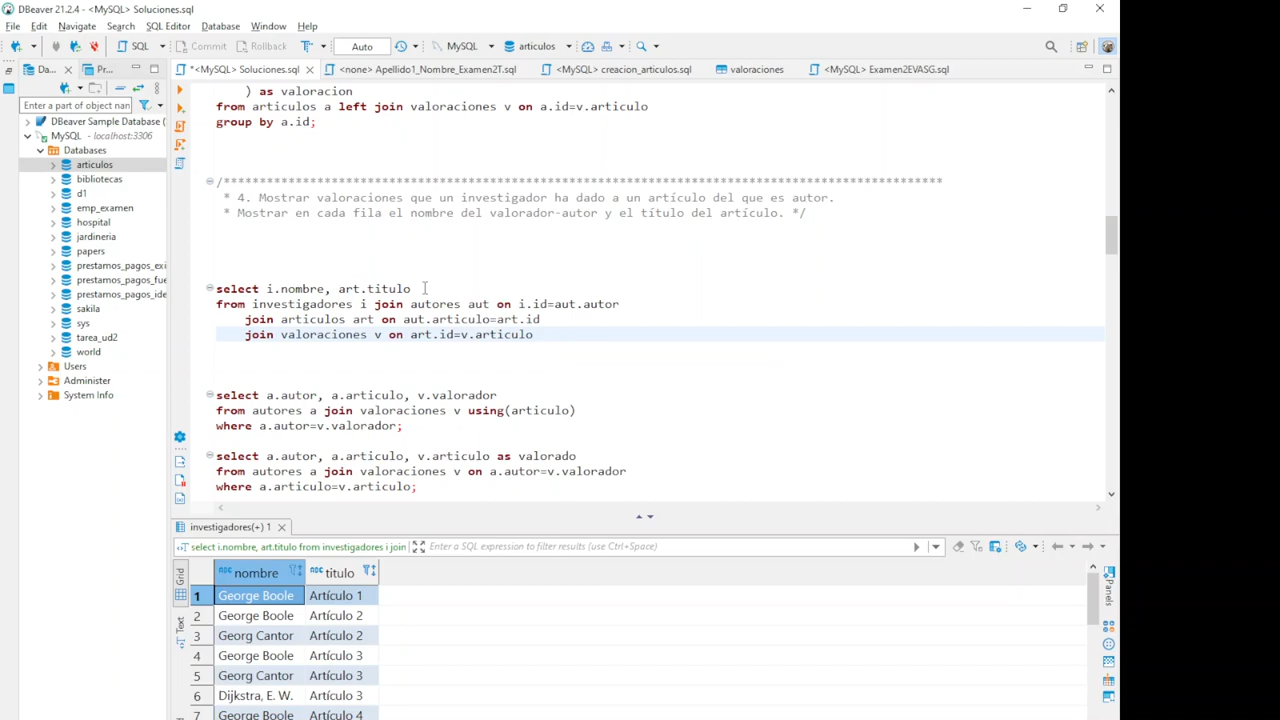 DBeaver 21.2.4 - <MySQL> Soluciones.sql
File Edit Navigate Search SQL Editor Database Window Help
SQL Commit Rollback Auto MySQL articulos
Da... Pr...
*<MySQL> Soluciones.sql <none> Apellido1_Nombre_Examen2T.sql <MySQL> creacion_articulos.sql valoraciones <MySQL> Examen2EVASG.sql
Enter a part of object nan
DBeaver Sample Database (
MySQL - localhost:3306
Databases
articulos
bibliotecas
d1
emp_examen
hospital
jardineria
papers
prestamos_pagos_exi
prestamos_pagos_fue
prestamos_pagos_ide
sakila
sys
tarea_ud2
world
Users
Administer
System Info
) as valoracion
from articulos a left join valoraciones v on a.id=v.articulo
group by a.id;
/****************************************************************************************************
* 4. Mostrar valoraciones que un investigador ha dado a un artículo del que es autor.
* Mostrar en cada fila el nombre del valorador-autor y el título del artículo. */
select i.nombre, art.titulo
from investigadores i join autores aut on i.id=aut.autor
join articulos art on aut.articulo=art.id
join valoraciones v on art.id=v.articulo
select a.autor, a.articulo, v.valorador
from autores a join valoraciones v using(articulo)
where a.autor=v.valorador;
select a.autor, a.articulo, v.articulo as valorado
from autores a join valoraciones v on a.autor=v.valorador
where a.articulo=v.articulo;
investigadores(+) 1
select i.nombre, art.titulo from investigadores i join Enter a SQL expression to filter results (use Ctrl+Space)
Grid
Text
Panels
nombre titulo
1 George Boole Artículo 1
2 George Boole Artículo 2
3 Georg Cantor Artículo 2
4 George Boole Artículo 3
5 Georg Cantor Artículo 3
6 Dijkstra, E. W. Artículo 3
7 George Boole Artículo 4